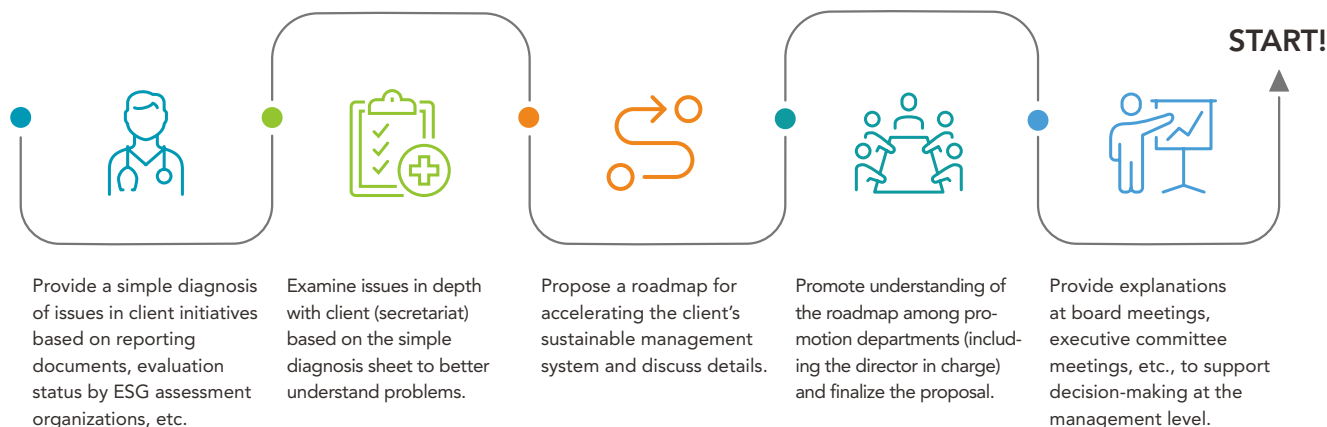 START!
Provide a simple diagnosis
of issues in client initiatives
based on reporting
documents, evaluation
status by ESG assessment
organizations, etc.
Examine issues in depth
with client (secretariat)
based on the simple
diagnosis sheet to better
understand problems.
Propose a roadmap for
accelerating the client’s
sustainable management
system and discuss details.
Promote understanding of
the roadmap among pro-
motion departments (includ-
ing the director in charge)
and finalize the proposal.
Provide explanations
at board meetings,
executive committee
meetings, etc., to support
decision-making at the
management level.